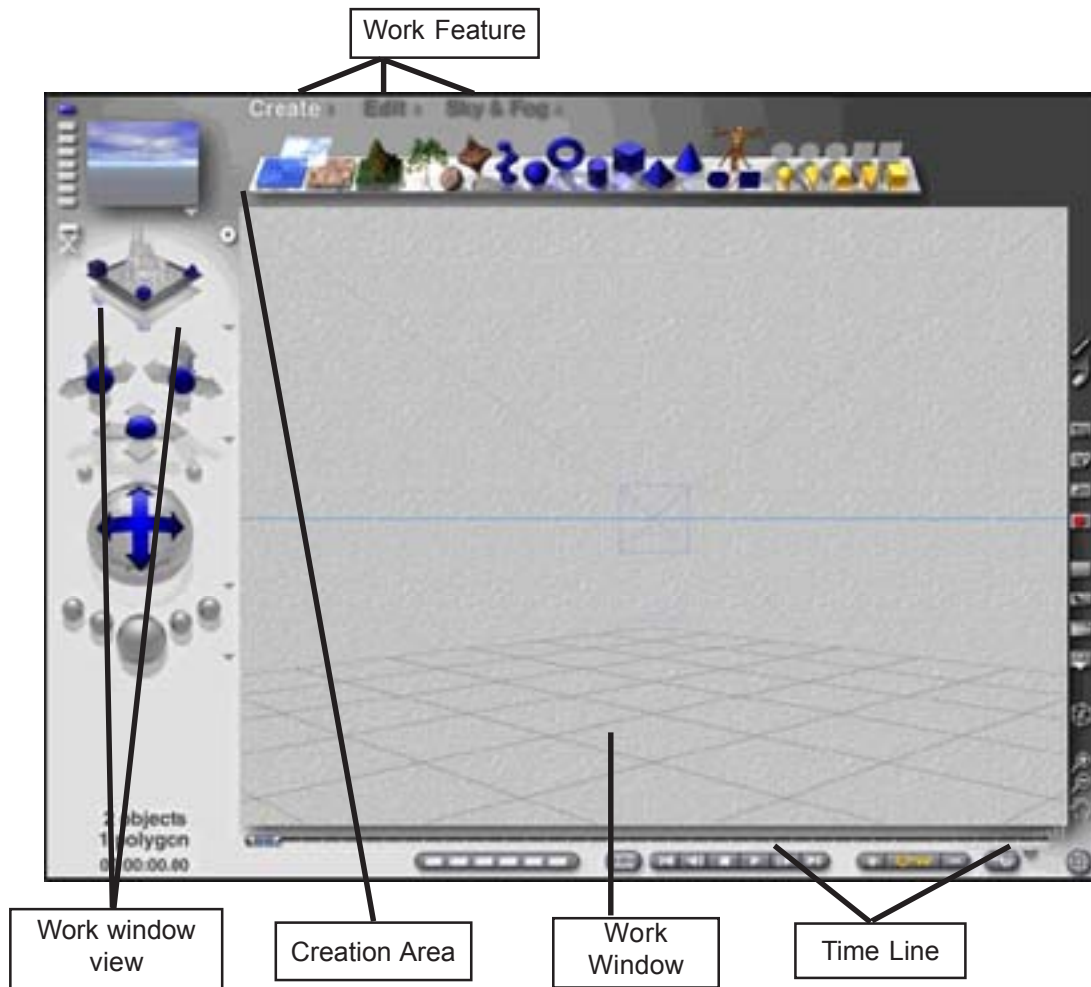 Work Feature
Create Edit Sky & Fog
2 objects
1 polygon
00:00:00.00
Work window
view
Creation Area
Work
Window
Time Line